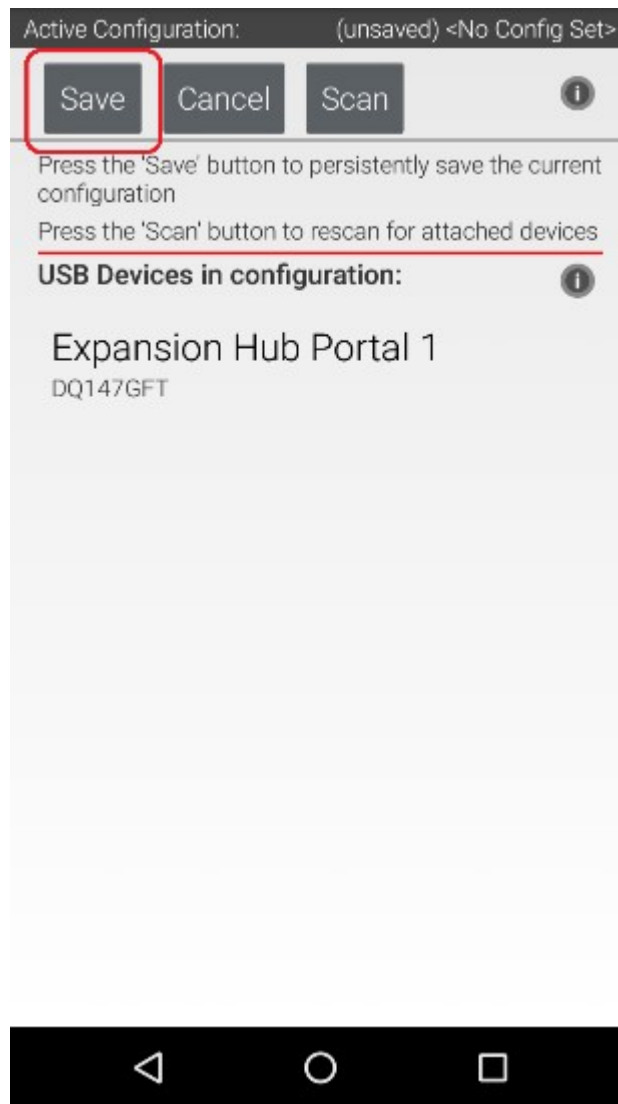 Active Configuration: (unsaved) <No Config Set>
Save Cancel Scan
Press the 'Save' button to persistently save the current
configuration
Press the 'Scan' button to rescan for attached devices
USB Devices in configuration:
Expansion Hub Portal 1
DQ147GFT